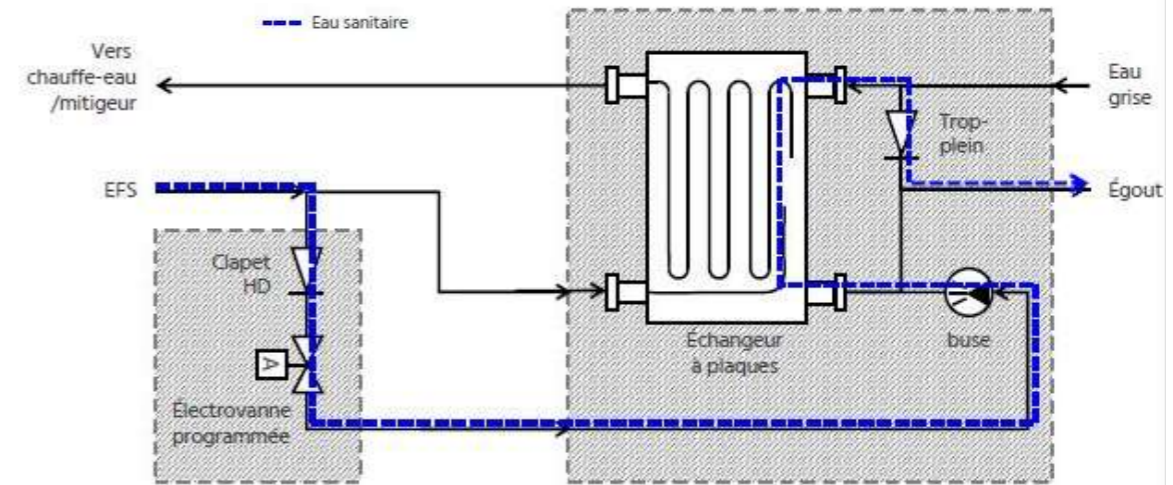 Eau sanitaire
Vers
chauffe-eau
/mitigeur
Eau
grise
Trop-
plein
EFS
Égout
Clapet
HD
A
Échangeur
à plaques
buse
Électrovanne
programmée